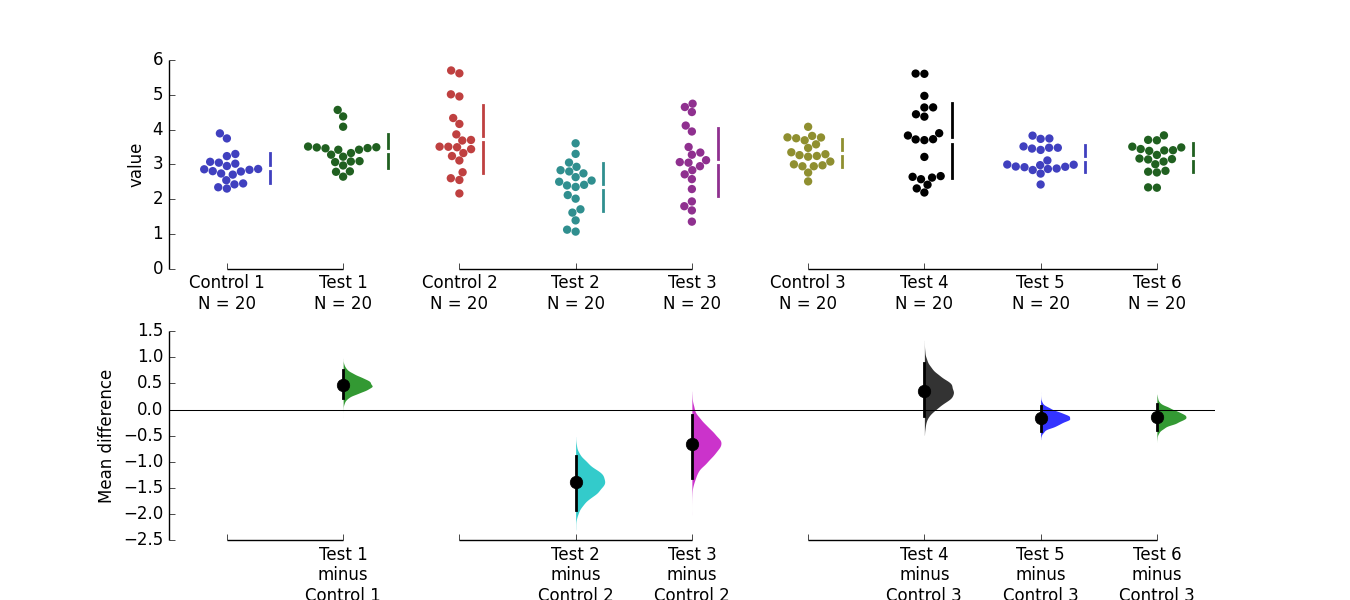 6
5
4
3
2
1
0
value
Control 1 Test 1 Control 2 Test 2 Test 3 Control 3 Test 4 Test 5 Test 6
N = 20 N = 20 N = 20 N = 20 N = 20 N = 20 N = 20 N = 20 N = 20
1.5
1.0
0.5
0.0
−0.5
−1.0
−1.5
−2.0
−2.5
Mean difference
Test 1 Test 2 Test 3 Test 4 Test 5 Test 6
minus minus minus minus minus minus
Control 1 Control 2 Control 2 Control 3 Control 3 Control 3